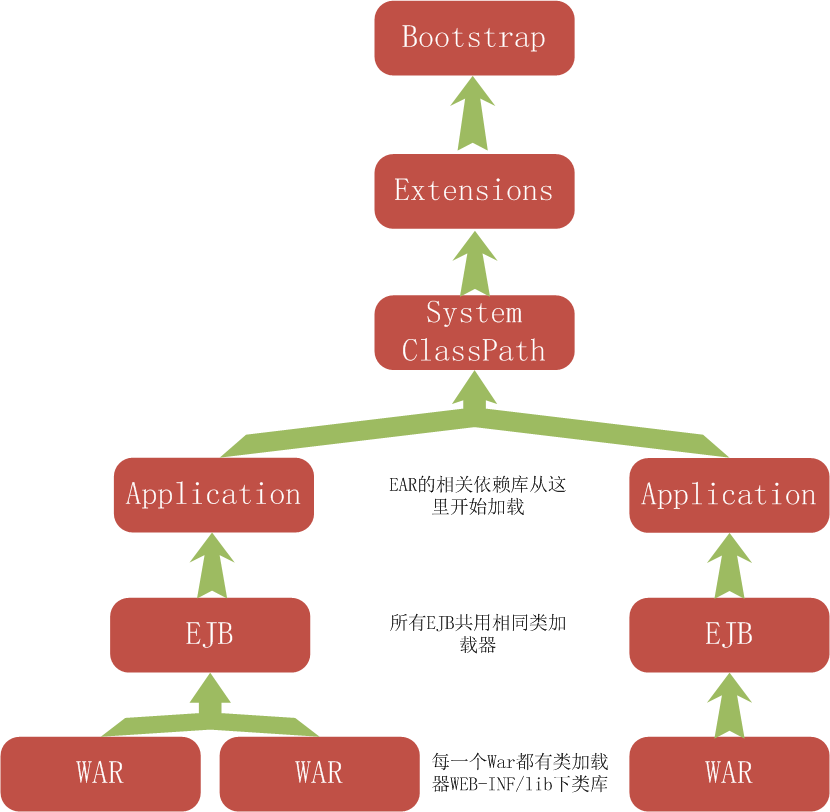 Bootstrap
Extensions
System
ClassPath
Application
EAR的相关依赖库从这
里开始加载
Application
EJB
所有EJB共用相同类加
载器
EJB
WAR
WAR
每一个War都有类加载
器WEB-INF/lib下类库
WAR